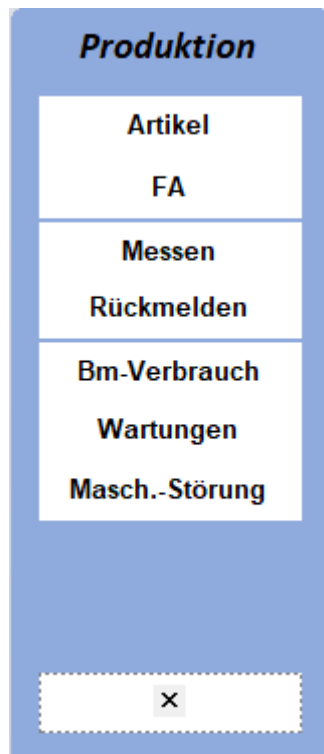 Produktion
Artikel
FA
Messen
Rückmelden
Bm-Verbrauch
Wartungen
Masch.-Störung
×